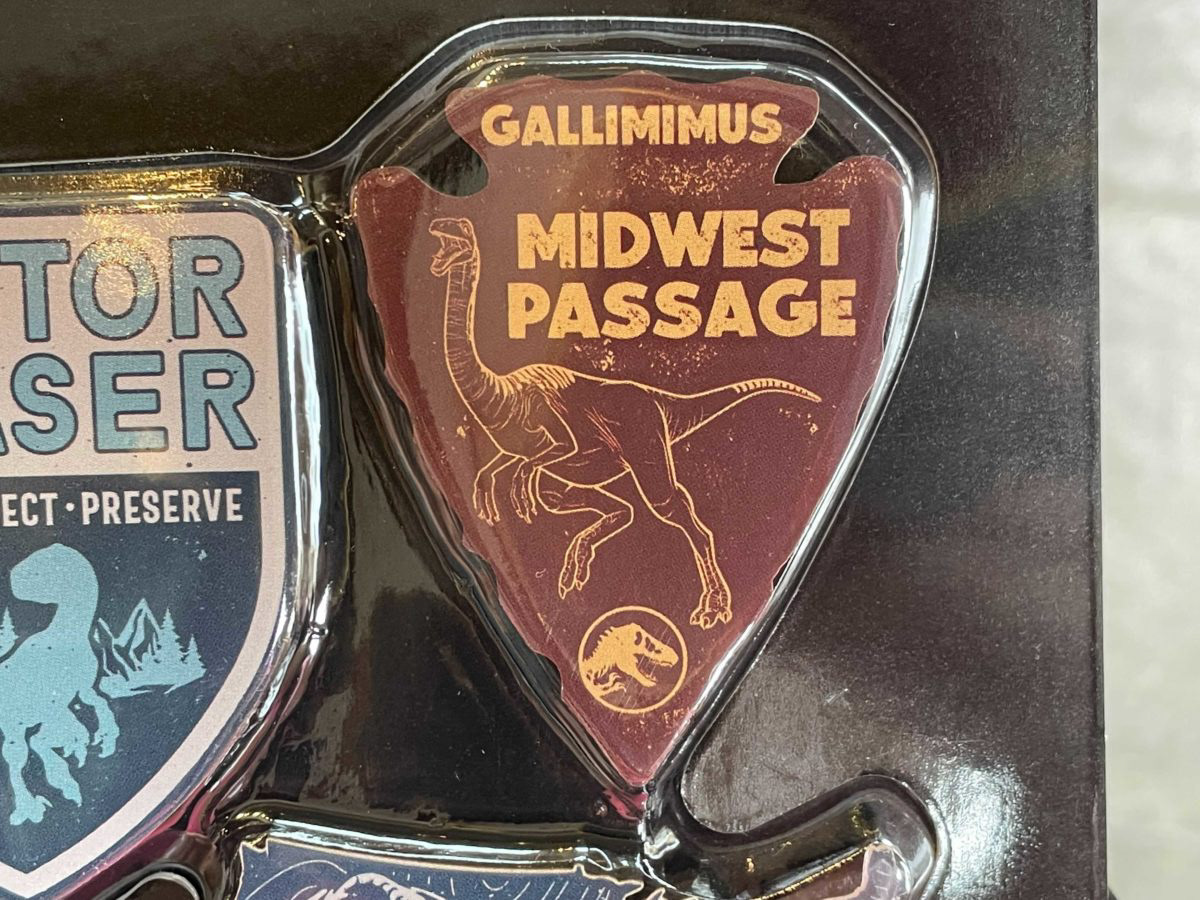 GALLIMIMUS
MIDWEST
PASSAGE
TOR
ASER
ECT·PRESERVE